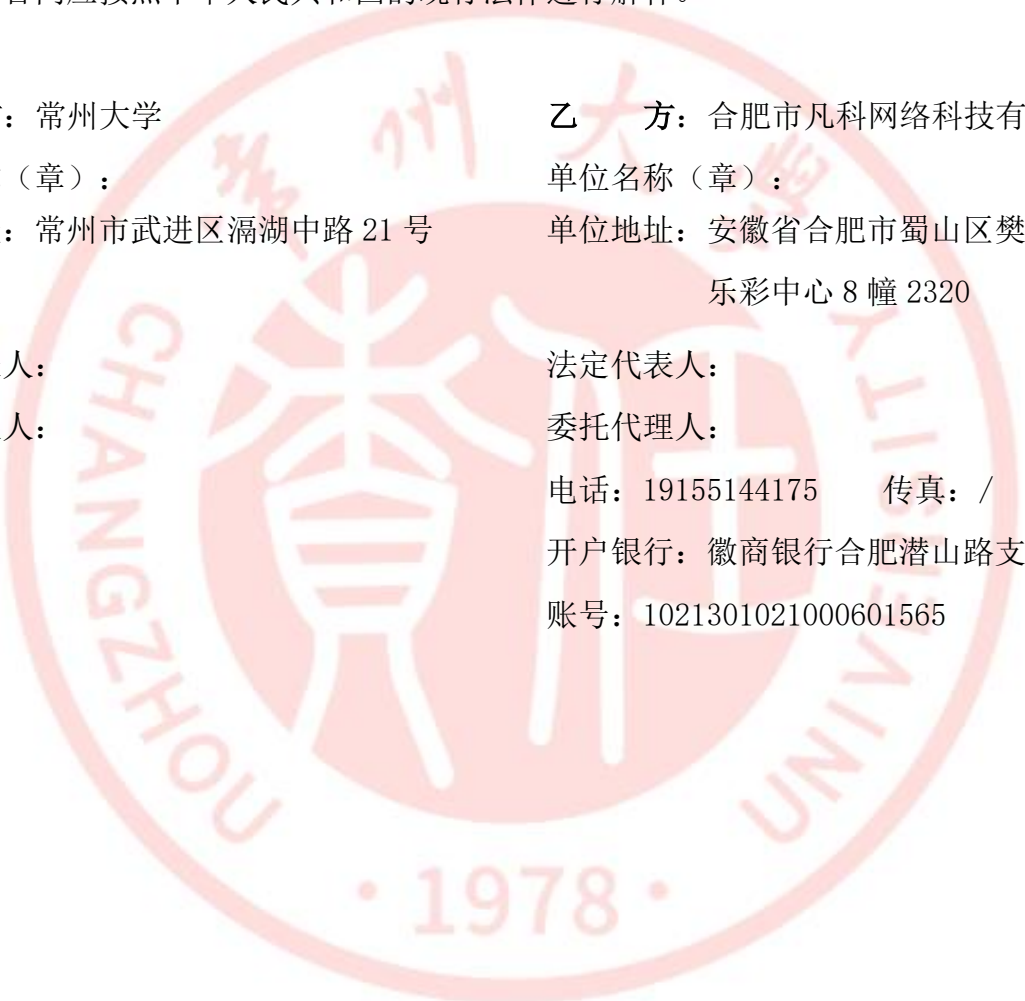 合同应按照中华人民共和国的现行法律进行解释。
：常州大学
乙 方：合肥市凡科网络科技有
（章）：
单位名称（章）：
：常州市武进区滆湖中路 21 号
单位地址：安徽省合肥市蜀山区樊
乐彩中心 8 幢 2320
人：
法定代表人：
人：
委托代理人：
电话：19155144175 传真：/
开户银行：徽商银行合肥潜山路支
账号：1021301021000601565
常州大学
CHANGZHOU UNIVERSITY
·1978·